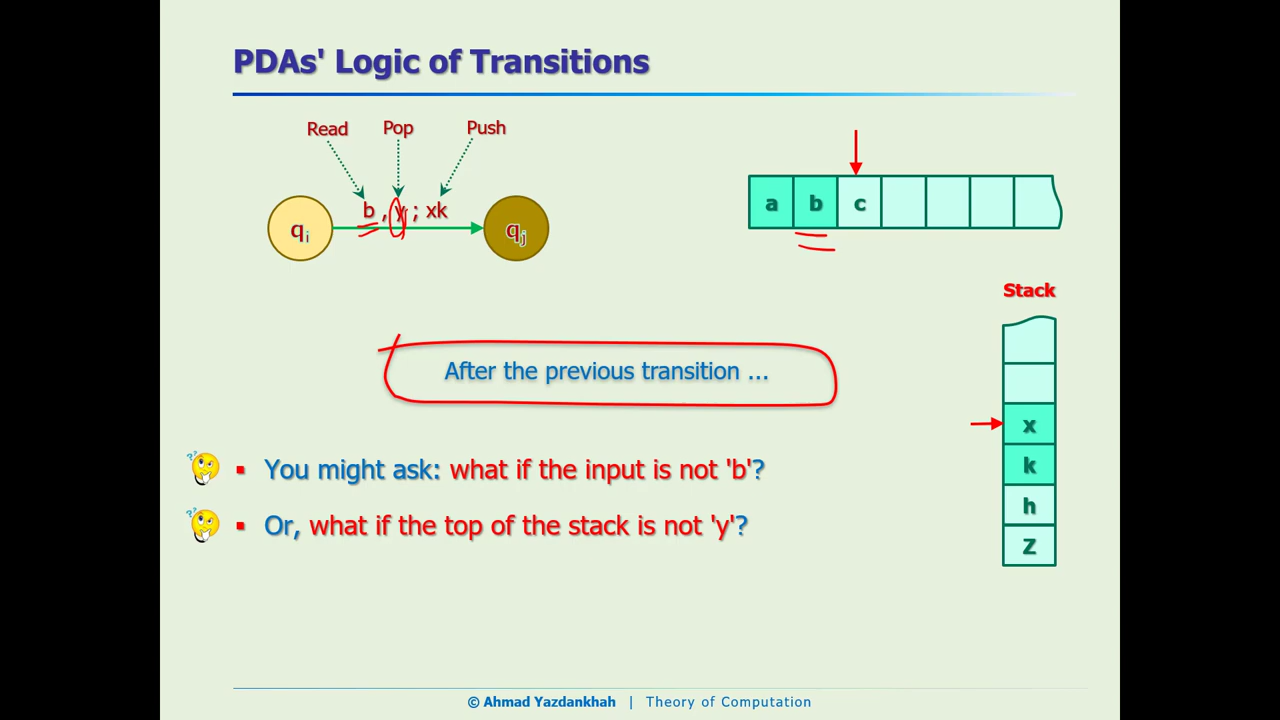 PDAs' Logic of Transitions
Read Pop Push
b , y ; xk
qi qj
a b c
Stack
After the previous transition ...
x
k
h
Z
▪ You might ask: what if the input is not 'b'?
▪ Or, what if the top of the stack is not 'y'?
© Ahmad Yazdankhah | Theory of Computation